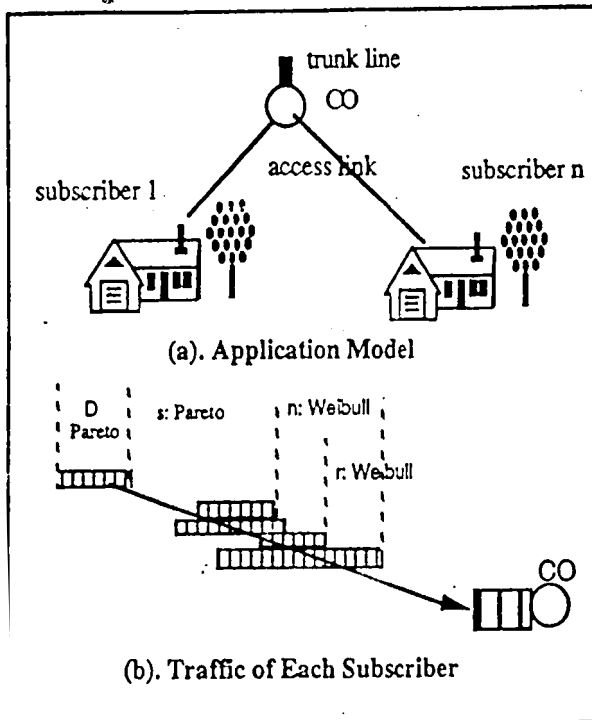 trunk line
CO
access link
subscriber 1
subscriber n
(a). Application Model
D
Pareto
s: Pareto
n: Weibull
r: Weibull
CO
(b). Traffic of Each Subscriber